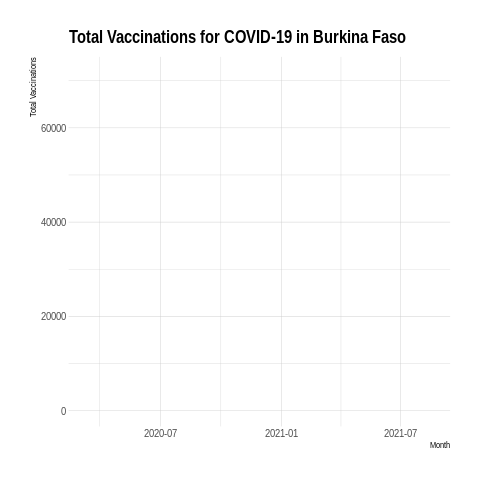 Total Vaccinations for COVID-19 in Burkina Faso
Total Vaccinations
60000
40000
20000
0
2020-07 2021-01 2021-07
Month